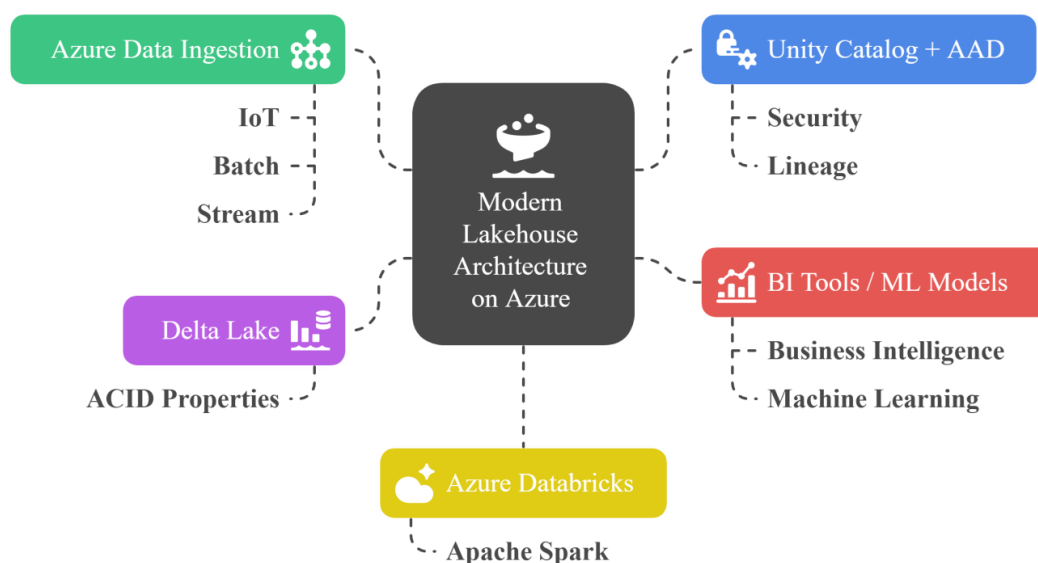 Azure Data Ingestion
IoT
Batch
Stream
Delta Lake
ACID Properties
Modern
Lakehouse
Architecture
on Azure
Unity Catalog + AAD
Security
Lineage
BI Tools / ML Models
Business Intelligence
Machine Learning
Azure Databricks
Apache Spark